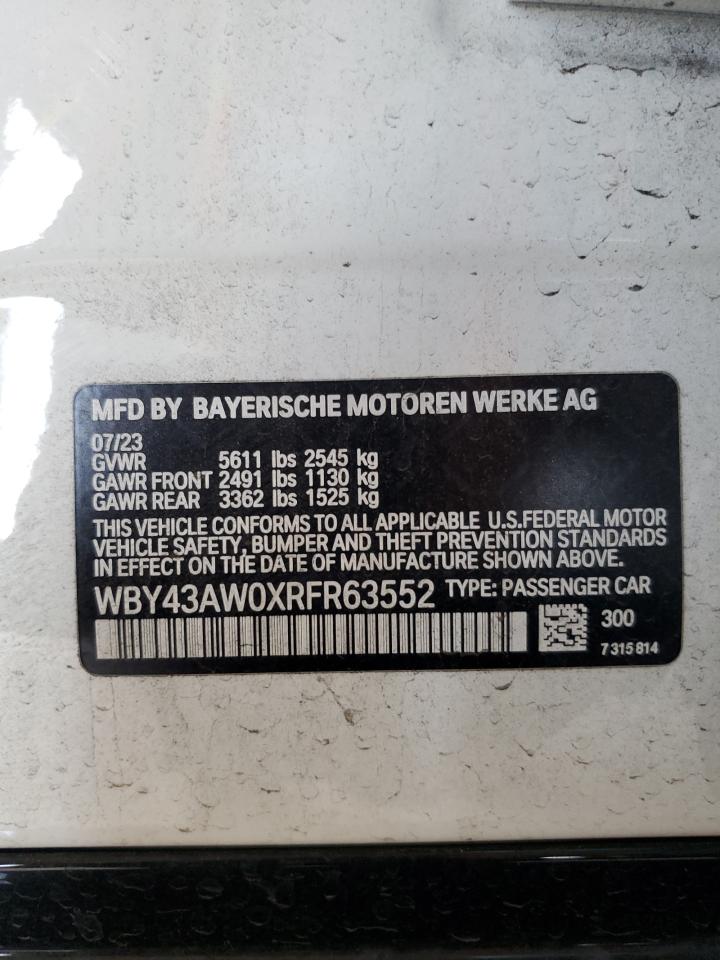 MFD BY BAYERISCHE MOTOREN WERKE AG
07/23
GVWR 5611 lbs 2545 kg
GAWR FRONT 2491 lbs 1130 kg
GAWR REAR 3362 lbs 1525 kg
THIS VEHICLE CONFORMS TO ALL APPLICABLE U.S.FEDERAL MOTOR
VEHICLE SAFETY, BUMPER AND THEFT PREVENTION STANDARDS
IN EFFECT ON THE DATE OF MANUFACTURE SHOWN ABOVE.
WBY43AW0XRFR63552 TYPE: PASSENGER CAR
300
7 315 814